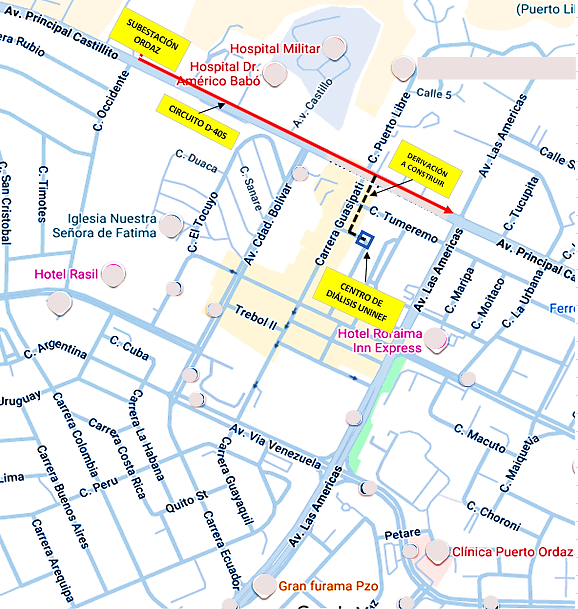 Av. Principal Castillito
era Rubio
SUBESTACIÓN
ORDAZ
Hospital Militar
Hospital Dr.
Américo Babó
(Puerto Li
C. Occidente
CIRCUITO D-405
Av. Castillo
C. Puerto Libre
Calle 5
Av. Las Americas
Calle S
DERIVACIÓN
A CONSTRUIR
C. San Cristobal
C. Timotes
C. Duaca
C. Sanare
C. El Tocuyo
Av. Cdad. Bolivar
Carrera Guasipati
C. Tumeremo
C. Tucupita
Av. Principal Ca
Iglesia Nuestra
Señora de Fatima
Hotel Rasil
CENTRO DE
DIÁLISIS UNINEF
Av. Las Americas
C. Maripa
C. Moitaco
C. La Urbana
Ferre
Trebol II
Hotel Roraima
Inn Express
C. Argentina
C. Cuba
Uruguay
Carrera Colombia
Carrera Costa Rica
Carrera La Habana
Av. Via Venezuela
C. Macuto
C. Maiquetía
Lima
Carrera Buenos Aires
C. Peru
Quito St
Carrera Guayaquil
Av. Las Americas
C. Choroni
Carrera Arequipa
Carrera Ecuador
Petare
Clínica Puerto Ordaz
Gran furama Pzo